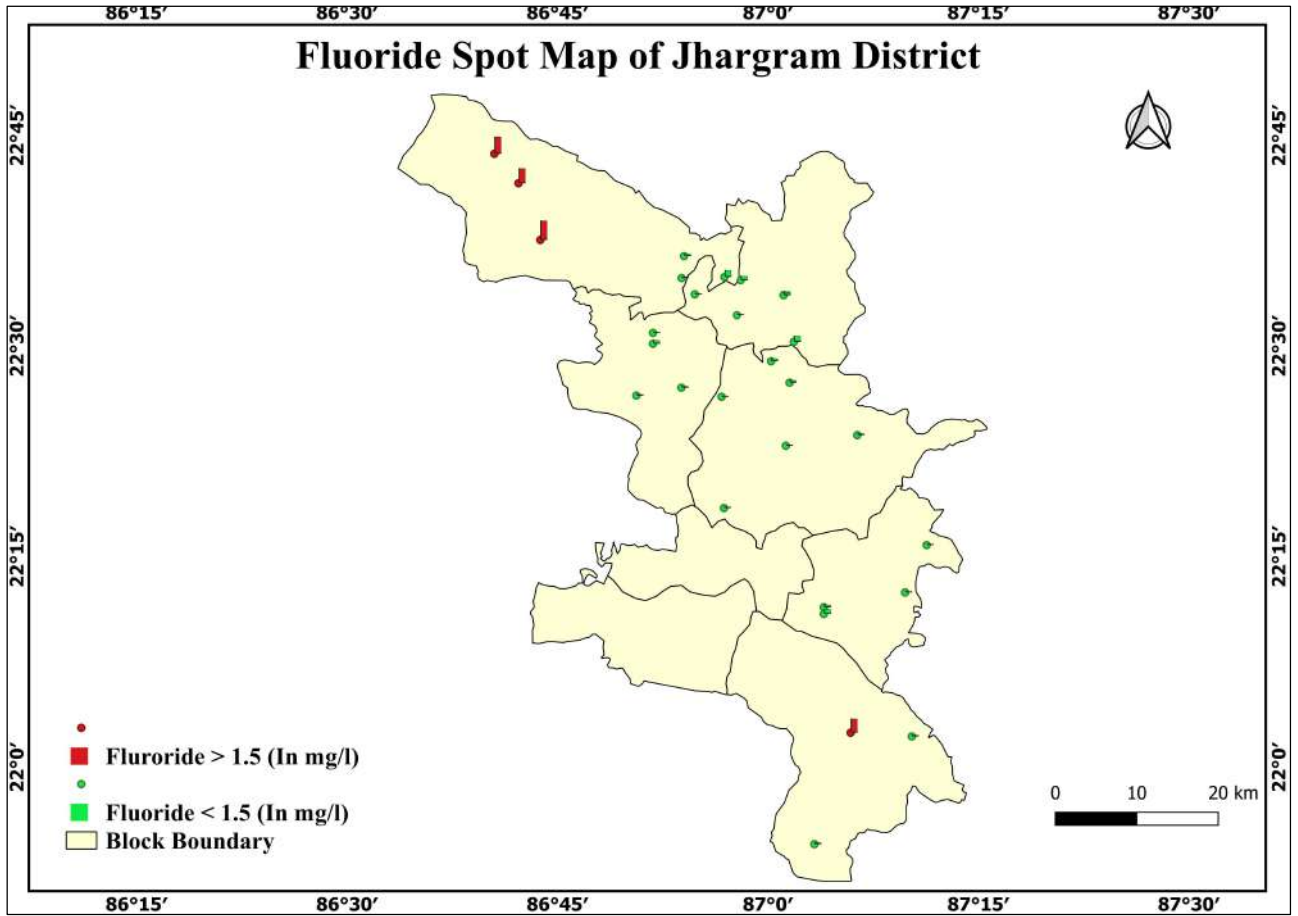 86°15′ 86°30′ 86°45′ 87°0′ 87°15′ 87°30′
Fluoride Spot Map of Jhargram District
22°45′ 22°45′
22°30′ 22°30′
22°15′ 22°15′
22°0′ 22°0′
Fluroride > 1.5 (In mg/l)
Fluoride < 1.5 (In mg/l)
Block Boundary
0 10 20 km
86°15′ 86°30′ 86°45′ 87°0′ 87°15′ 87°30′